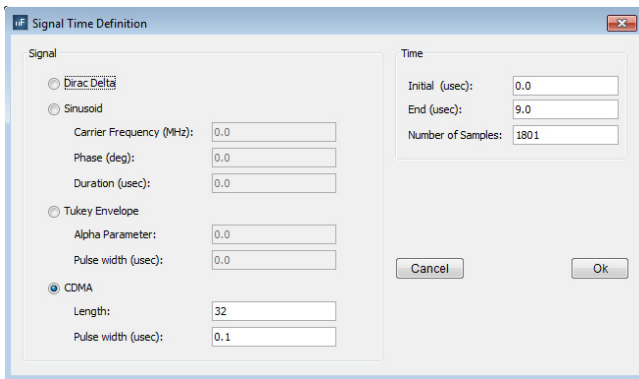 nF Signal Time Definition
Signal
Dirac Delta
Sinusoid
Carrier Frequency (MHz): 0.0
Phase (deg): 0.0
Duration (usec): 0.0
Tukey Envelope
Alpha Parameter: 0.0
Pulse width (usec): 0.0
CDMA
Length: 32
Pulse width (usec): 0.1
Time
Initial (usec): 0.0
End (usec): 9.0
Number of Samples: 1801
Cancel Ok